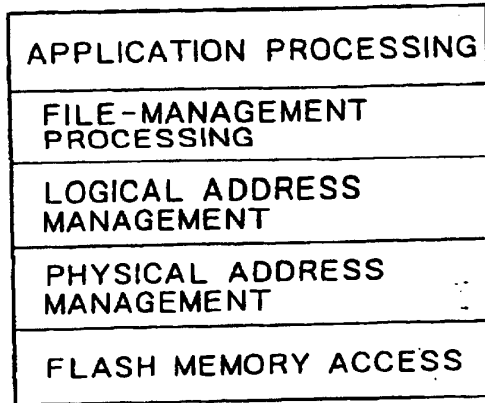 APPLICATION PROCESSING
FILE-MANAGEMENT
PROCESSING
LOGICAL ADDRESS
MANAGEMENT
PHYSICAL ADDRESS
MANAGEMENT
FLASH MEMORY ACCESS